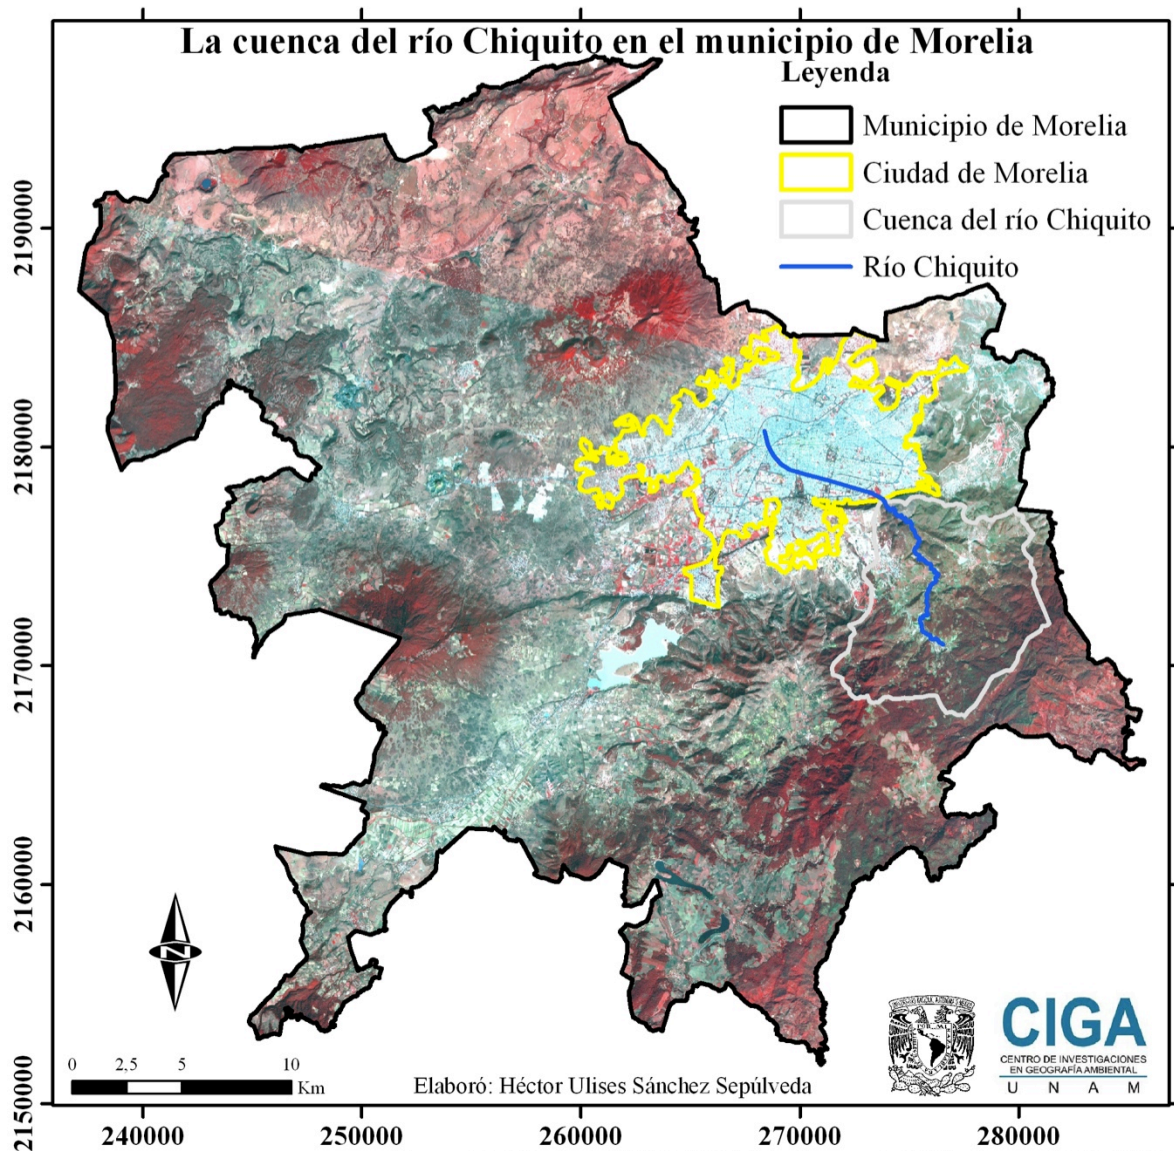 La cuenca del río Chiquito en el municipio de Morelia
Leyenda
Municipio de Morelia
Ciudad de Morelia
Cuenca del río Chiquito
Río Chiquito
2190000
2180000
2170000
2160000
2150000
N
0 2,5 5 10
Km
Elaboró: Héctor Ulises Sánchez Sepúlveda
CIGA
CENTRO DE INVESTIGACIONES
EN GEOGRAFÍA AMBIENTAL
U N A M
240000 250000 260000 270000 280000